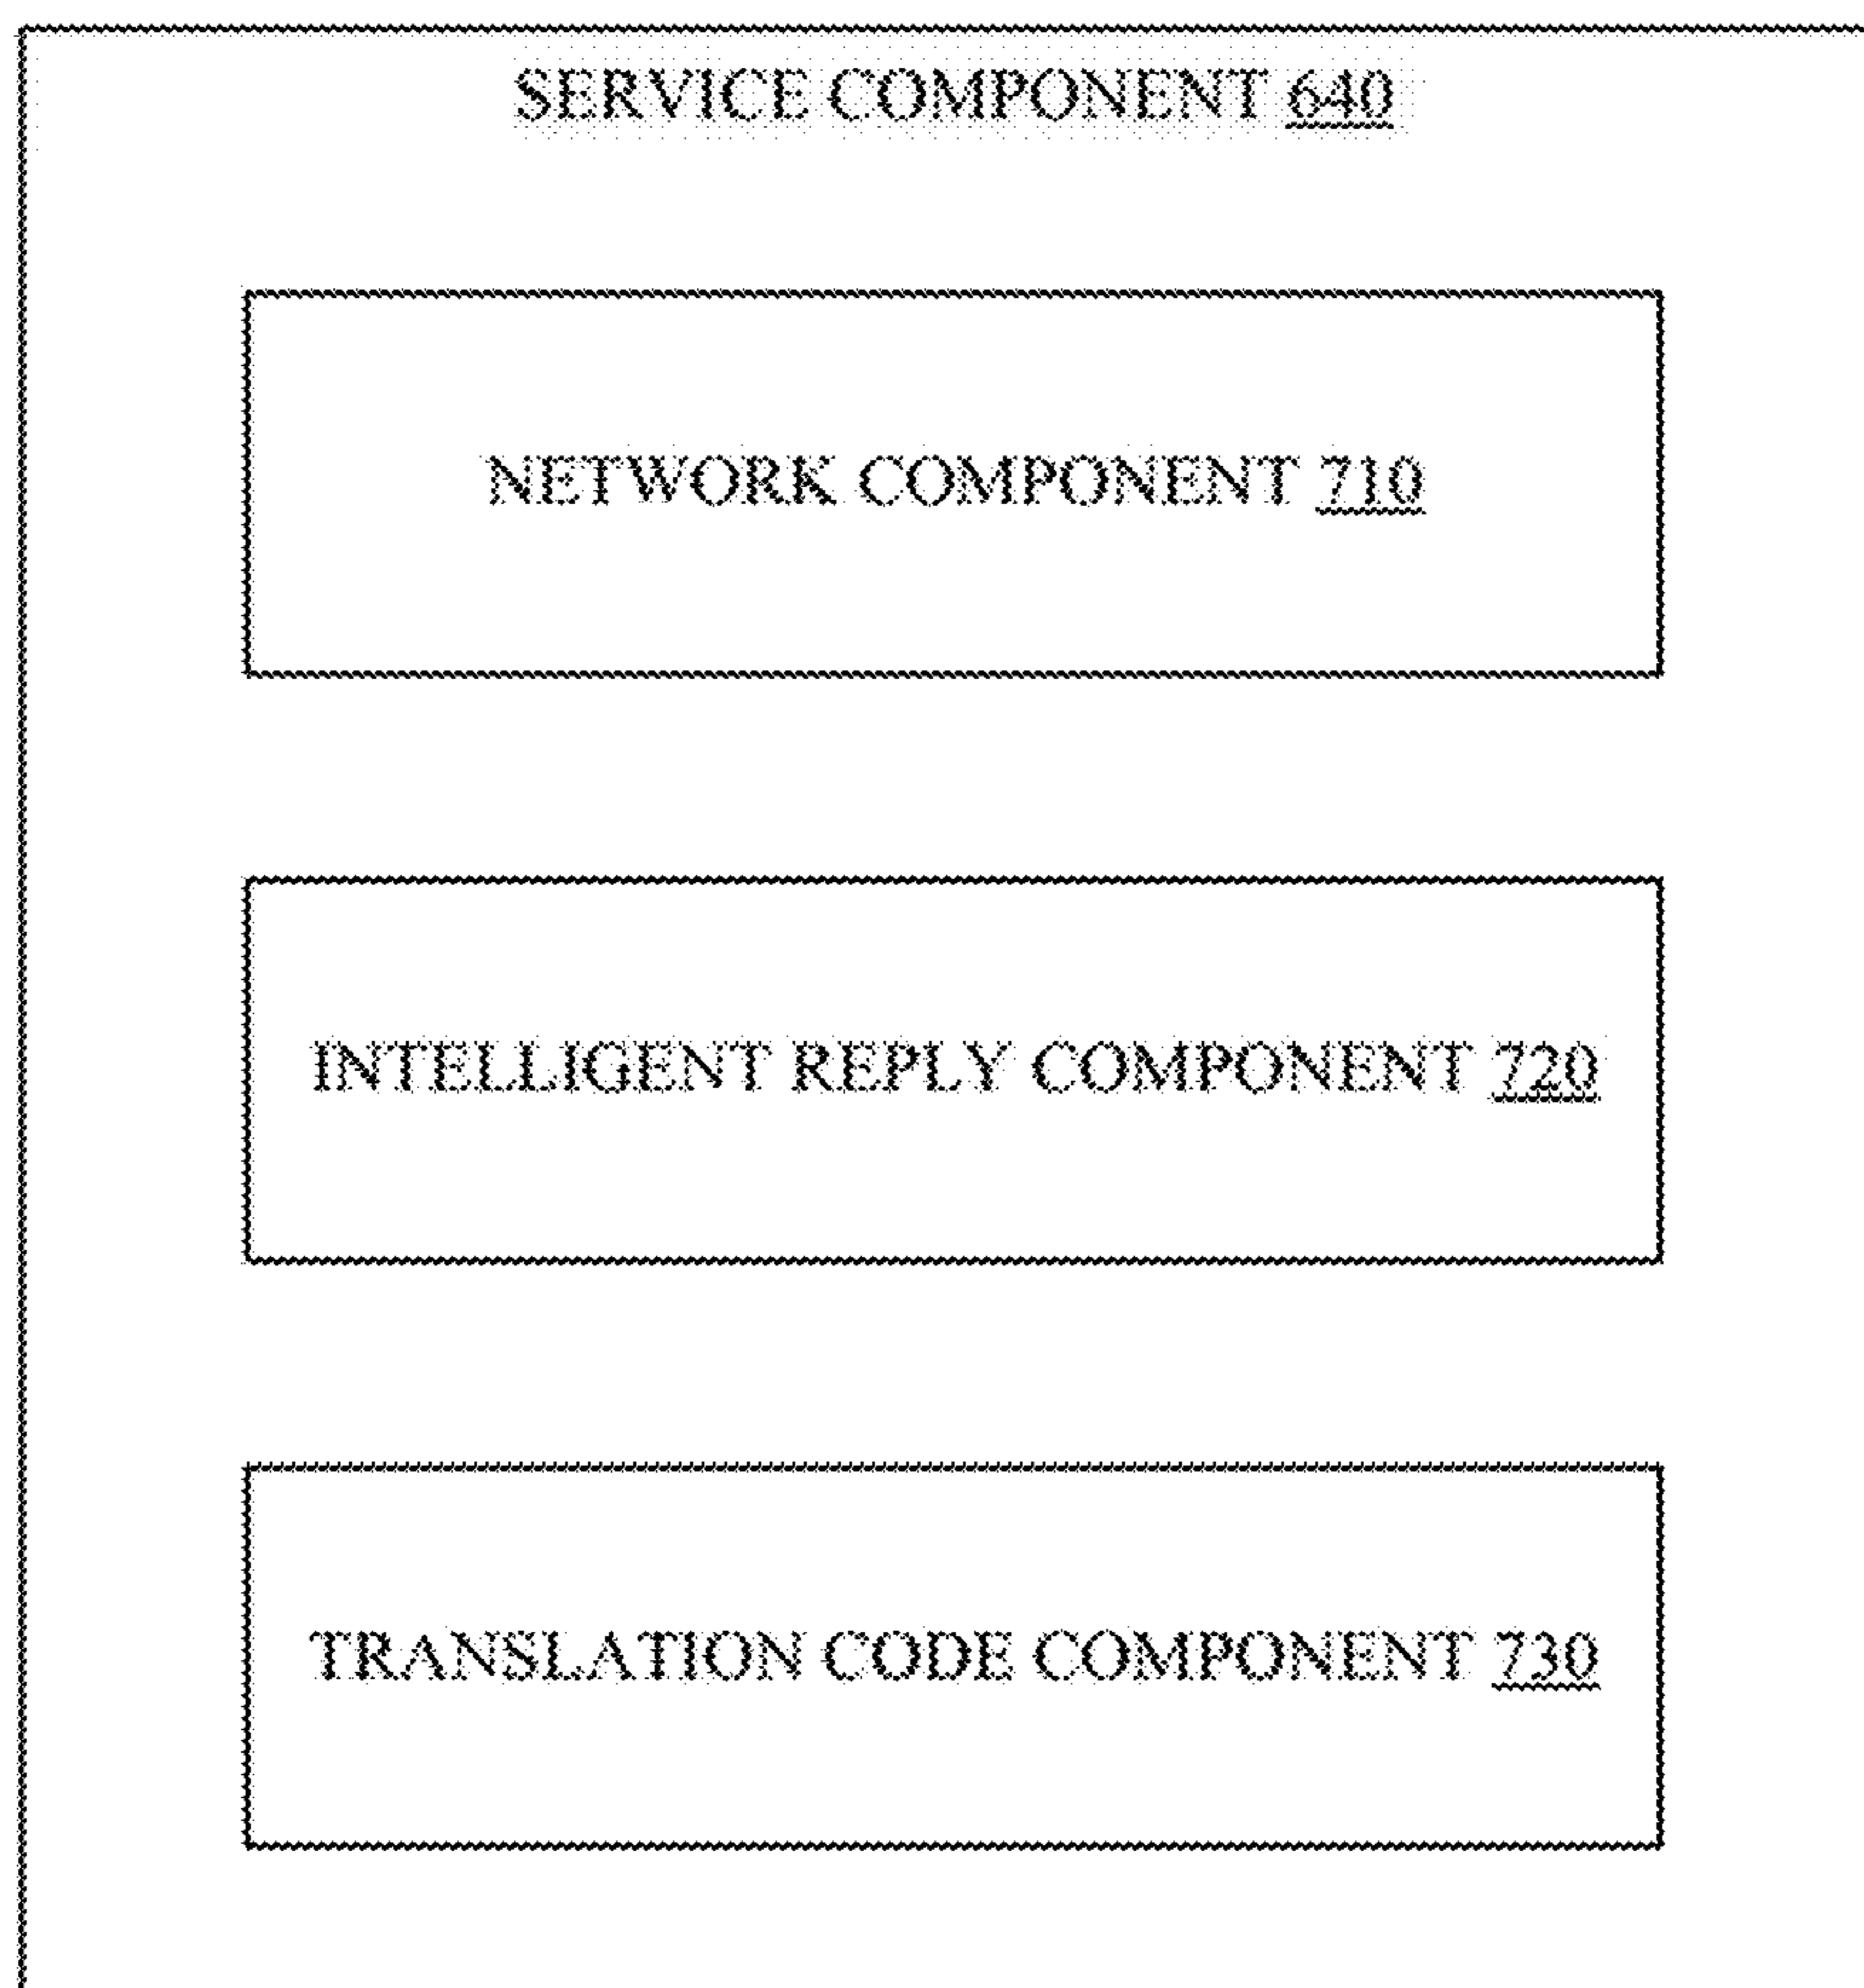 SERVICE COMPONENT 640
NETWORK COMPONENT 710
INTELLIGENT REPLY COMPONENT 720
TRANSLATION CODE COMPONENT 730